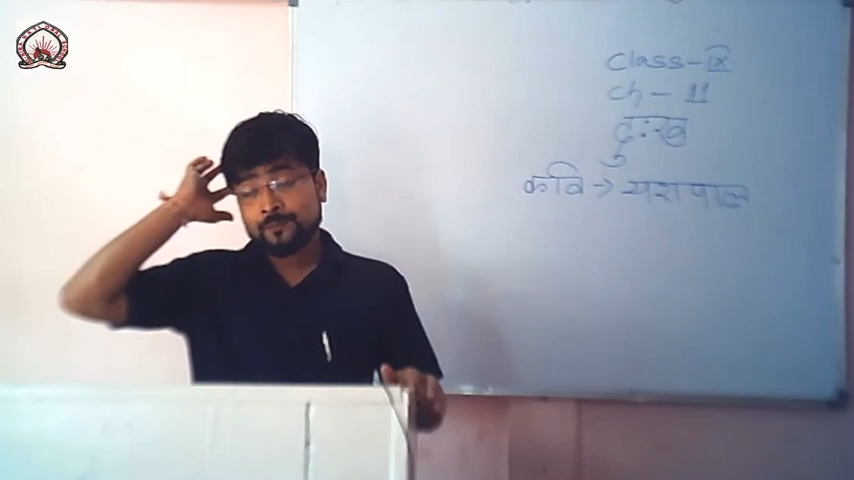 Class-IX
Ch - 11
दुःख
कवि → यशपाल